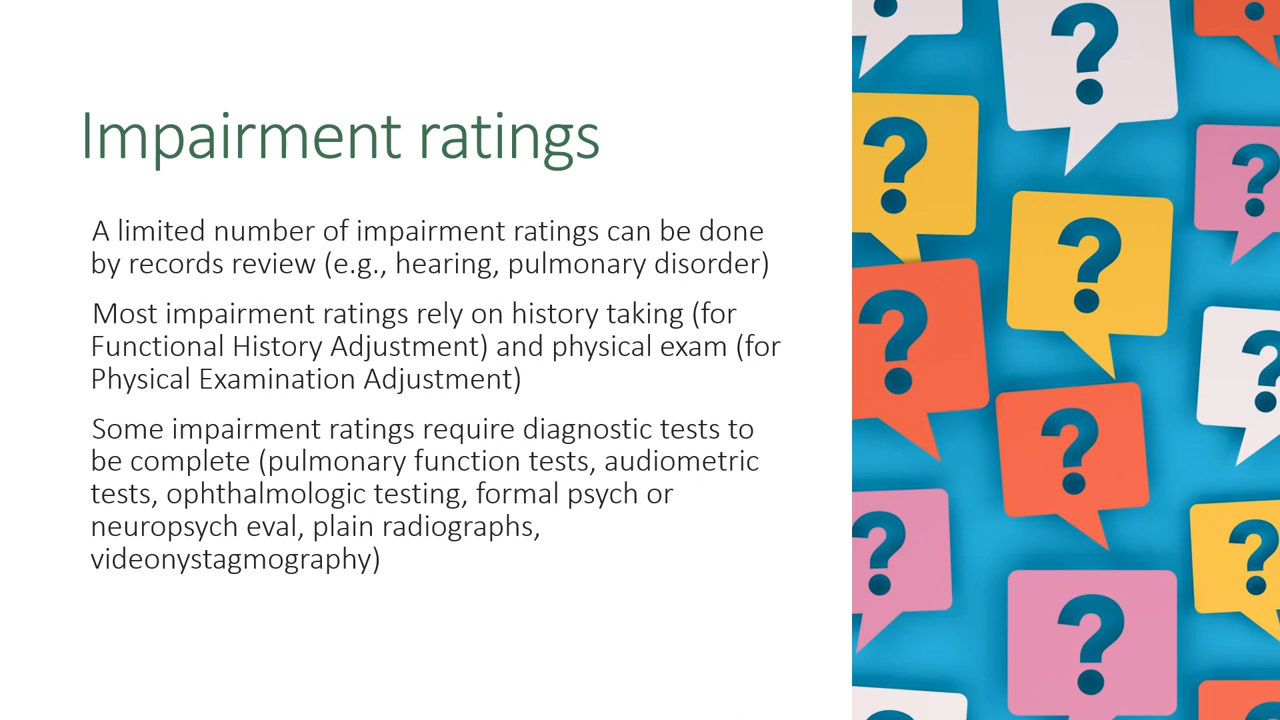 Impairment ratings
A limited number of impairment ratings can be done
by records review (e.g., hearing, pulmonary disorder)
Most impairment ratings rely on history taking (for
Functional History Adjustment) and physical exam (for
Physical Examination Adjustment)
Some impairment ratings require diagnostic tests to
be complete (pulmonary function tests, audiometric
tests, ophthalmologic testing, formal psych or
neuropsych eval, plain radiographs,
videonystagmography)
?
?
?
?
?
?
?
?
?
?
?